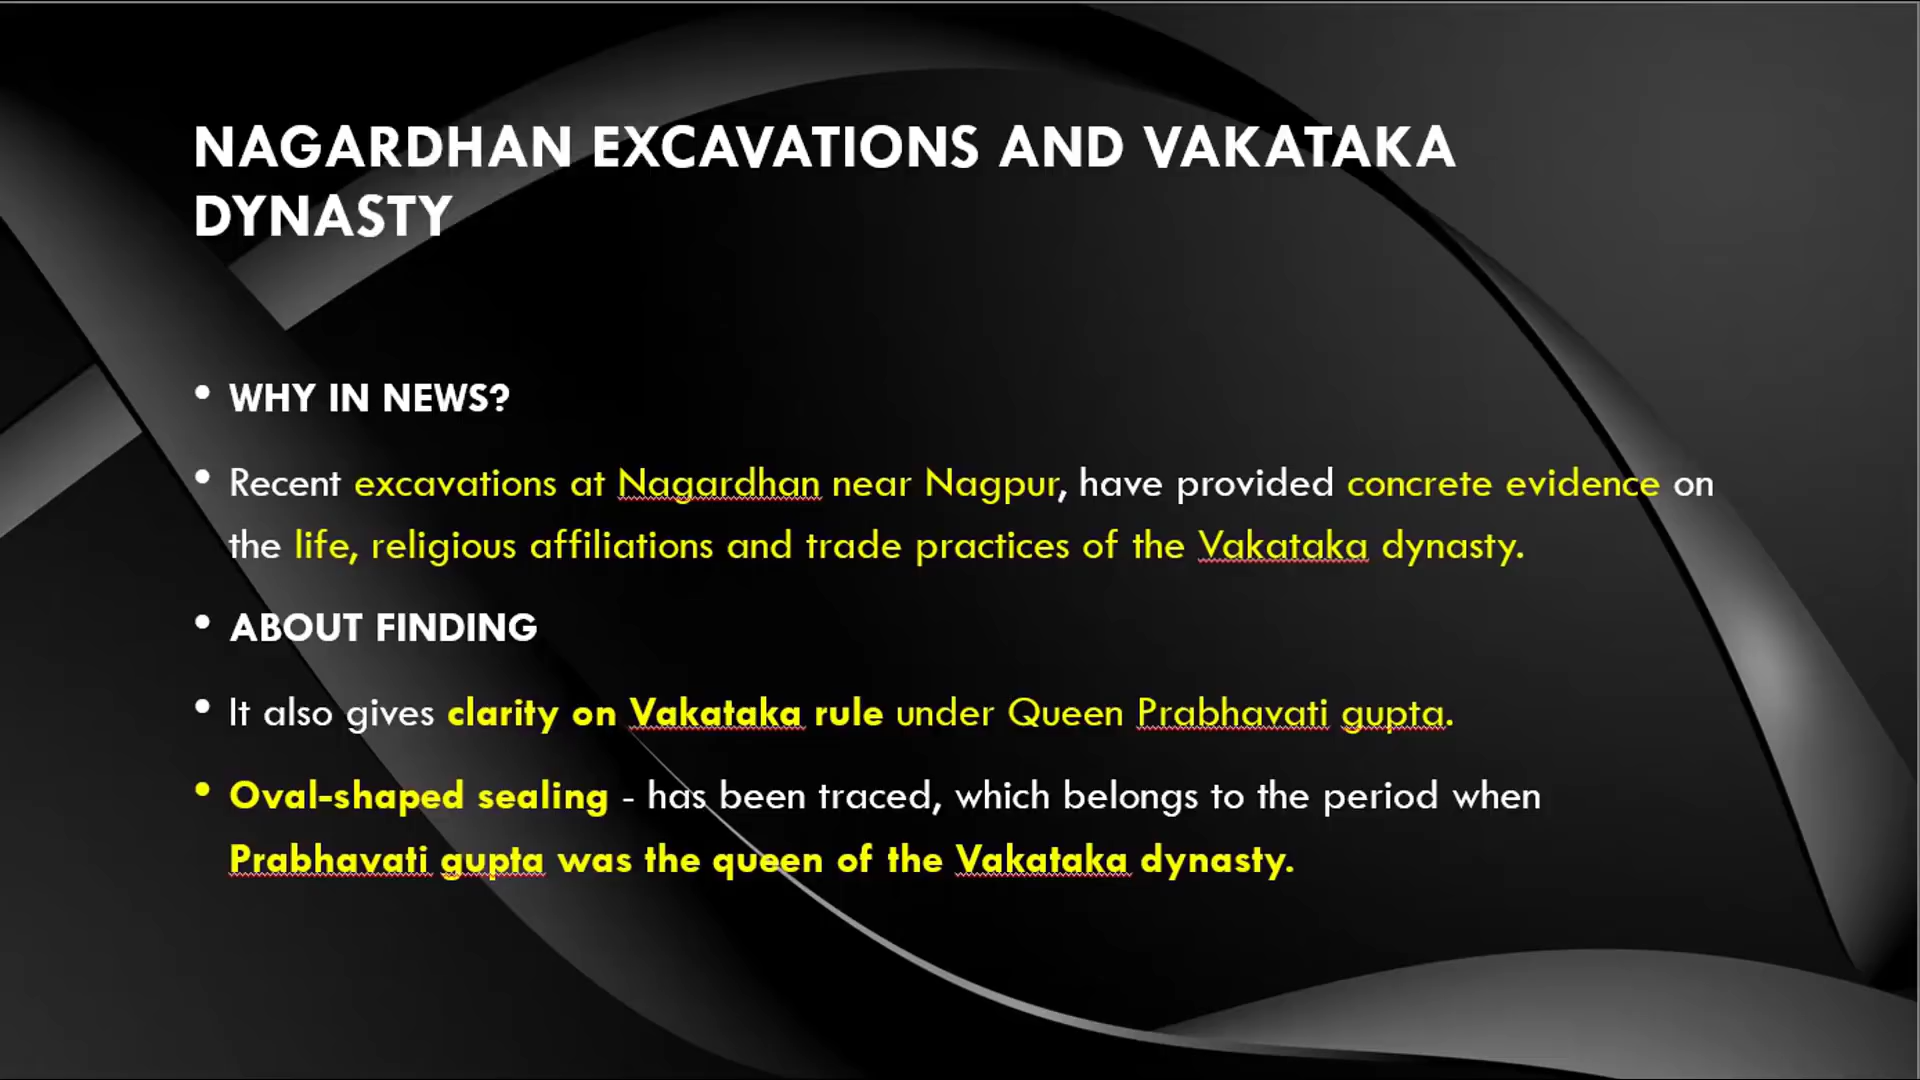 NAGARDHAN EXCAVATIONS AND VAKATAKA
DYNASTY
• WHY IN NEWS?
• Recent excavations at Nagardhan near Nagpur, have provided concrete evidence on
the life, religious affiliations and trade practices of the Vakataka dynasty.
• ABOUT FINDING
• It also gives clarity on Vakataka rule under Queen Prabhavati gupta.
• Oval-shaped sealing - has been traced, which belongs to the period when
Prabhavati gupta was the queen of the Vakataka dynasty.